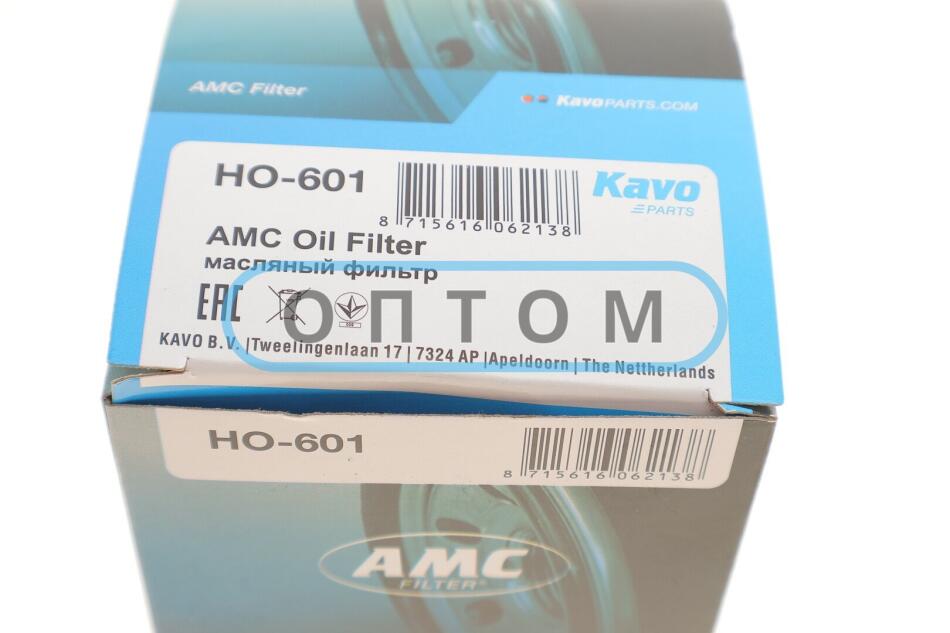 AMC Filter
KavoPARTS.COM
HO-601
Kavo
PARTS
8 715616 062138
AMC Oil Filter
масляный фильтр
EAC
ОПТОМ
KAVO B.V. |Tweelingenlaan 17 | 7324 AP |Apeldoorn | The Nettherlands
HO-601
8 715616 062138
AMC
FILTER®